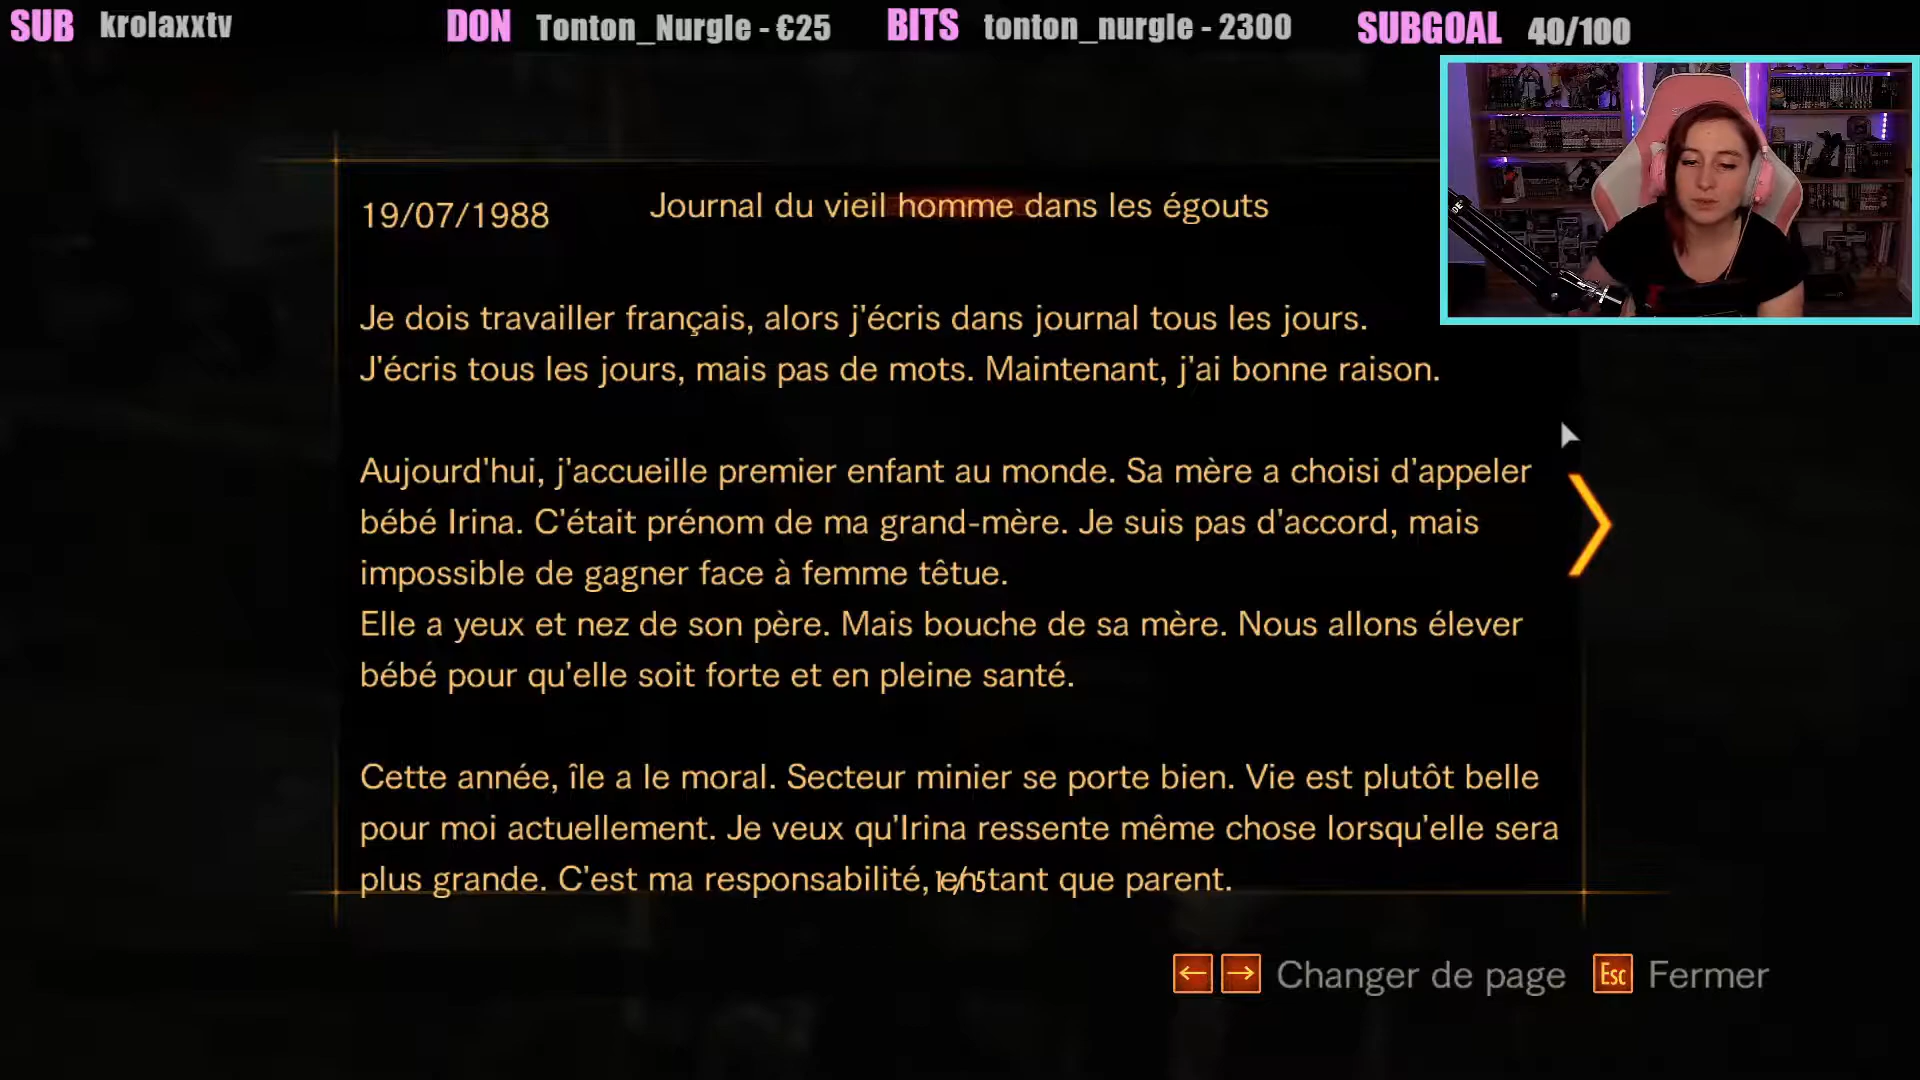 SUB krolaxxtv DON Tonton_Nurgle - €25 BITS tonton_nurgle - 2300 SUBGOAL 40/100
19/07/1988 Journal du vieil homme dans les égouts
Je dois travailler français, alors j'écris dans journal tous les jours.
J'écris tous les jours, mais pas de mots. Maintenant, j'ai bonne raison.
Aujourd'hui, j'accueille premier enfant au monde. Sa mère a choisi d'appeler
bébé Irina. C'était prénom de ma grand-mère. Je suis pas d'accord, mais
impossible de gagner face à femme têtue.
Elle a yeux et nez de son père. Mais bouche de sa mère. Nous allons élever
bébé pour qu'elle soit forte et en pleine santé.
Cette année, île a le moral. Secteur minier se porte bien. Vie est plutôt belle
pour moi actuellement. Je veux qu'Irina ressente même chose lorsqu'elle sera
plus grande. C'est ma responsabilité, en tant que parent.
1/5
← → Changer de page Esc Fermer